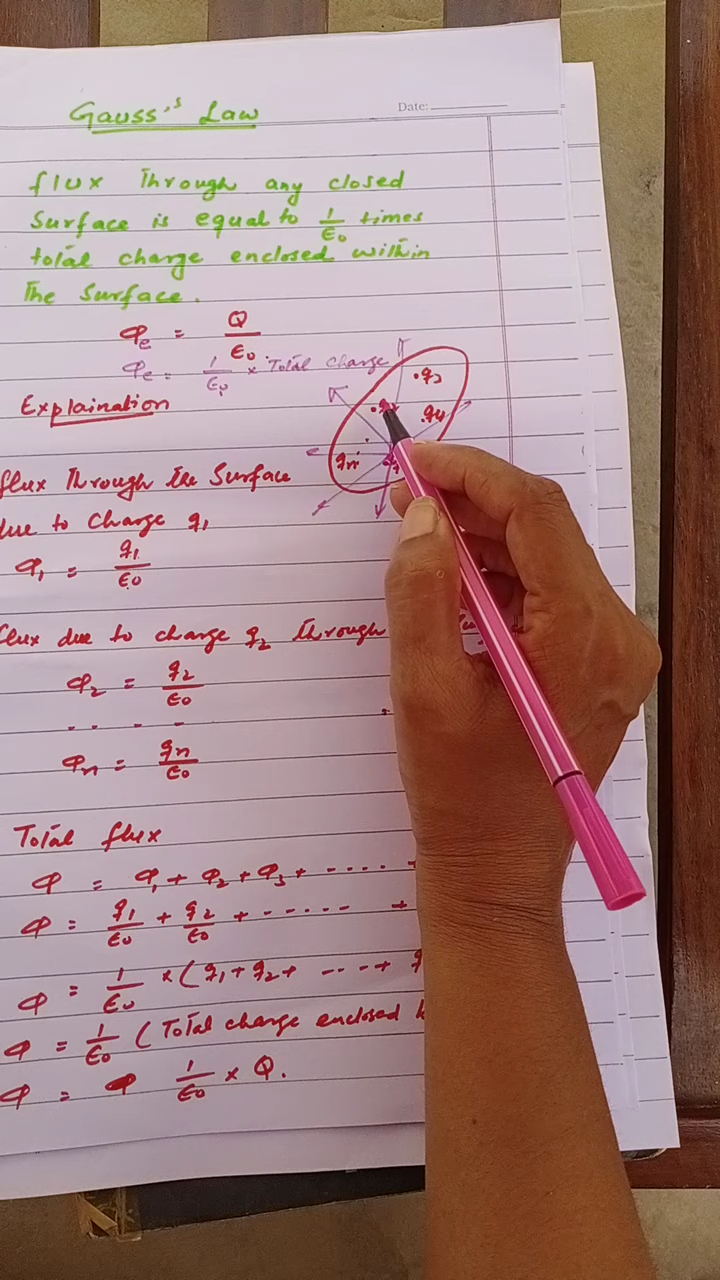 Gauss's Law
Date:
flux Through any closed
Surface is equal to 1/ε0 times
total charge enclosed within
The Surface.
φe = Q/ε0.
φe = 1/ε0 × Total charge
Explaination
q3
q4
qn
flux Through the Surface
due to charge q1
φ1 = q1/ε0
flux due to charge q2 Through
φ2 = q2/ε0
.. . - -
φn = qn/ε0
Total flux
φ = φ1 + φ2 + φ3 + ....
φ = q1/ε0 + q2/ε0 + ..... +
φ = 1/ε0 × (q1 + q2 + ...+
φ = 1/ε0 (Total charge enclosed
φ = 1/ε0 × Q.